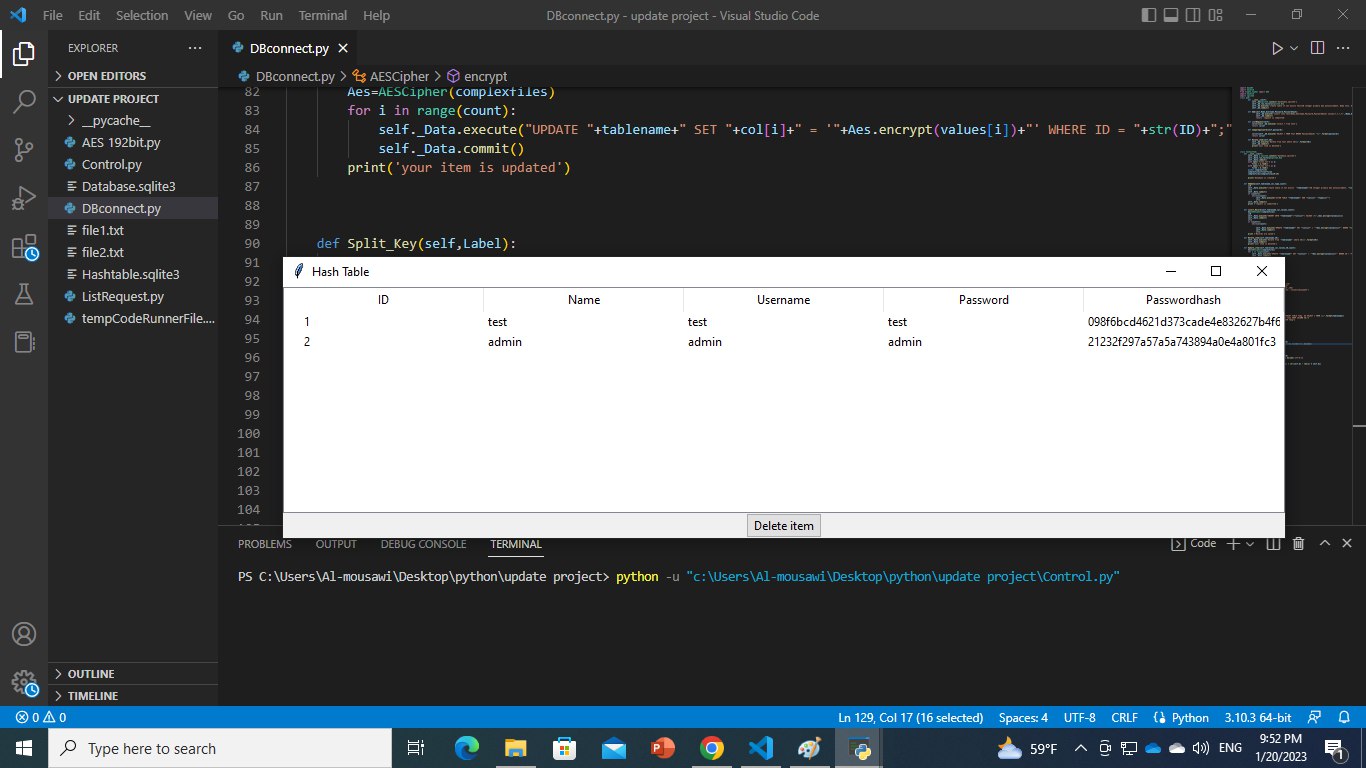 File Edit Selection View Go Run Terminal Help DBconnect.py - update project - Visual Studio Code
EXPLORER
OPEN EDITORS
UPDATE PROJECT
__pycache__
AES 192bit.py
Control.py
Database.sqlite3
DBconnect.py
file1.txt
file2.txt
Hashtable.sqlite3
ListRequest.py
tempCodeRunnerFile....
OUTLINE
TIMELINE
DBconnect.py
DBconnect.py > AESCipher > encrypt
82 Aes=AESCipher(complexfiles)
83 for i in range(count):
84 self._Data.execute("UPDATE "+tablename+" SET "+col[i]+" = '"+Aes.encrypt(values[i])+"' WHERE ID = "+str(ID)+";"
85 self._Data.commit()
86 print('your item is updated')
87
88
89
90 def Split_Key(self,Label):
91
92
93
94
95
96
97
98
99
100
101
102
103
104
Hash Table
ID Name Username Password Passwordhash
1 test test test 098f6bcd4621d373cade4e832627b4f6
2 admin admin admin 21232f297a57a5a743894a0e4a801fc3
Delete item
PROBLEMS OUTPUT DEBUG CONSOLE TERMINAL Code
PS C:\Users\Al-mousawi\Desktop\python\update project> python -u "c:\Users\Al-mousawi\Desktop\python\update project\Control.py"
0 0 Ln 129, Col 17 (16 selected) Spaces: 4 UTF-8 CRLF Python 3.10.3 64-bit
Type here to search 59°F ENG 9:52 PM
1/20/2023 1